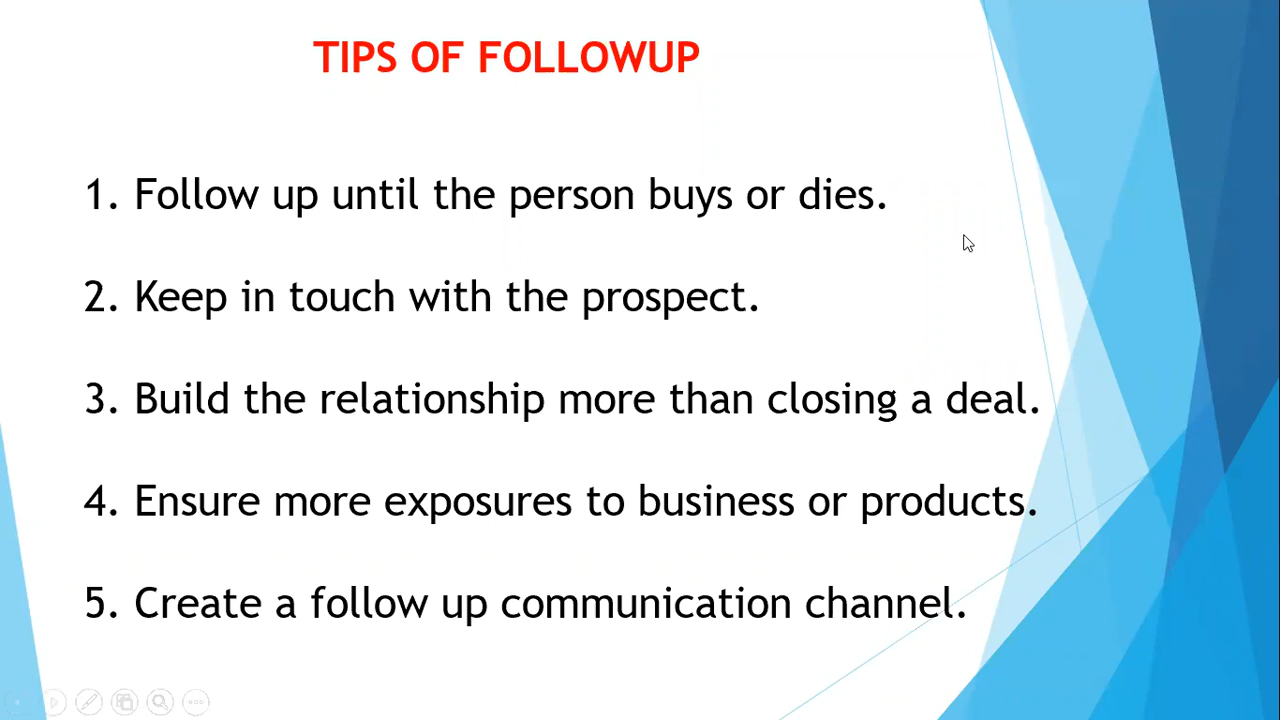 TIPS OF FOLLOWUP
1. Follow up until the person buys or dies.
2. Keep in touch with the prospect.
3. Build the relationship more than closing a deal.
4. Ensure more exposures to business or products.
5. Create a follow up communication channel.